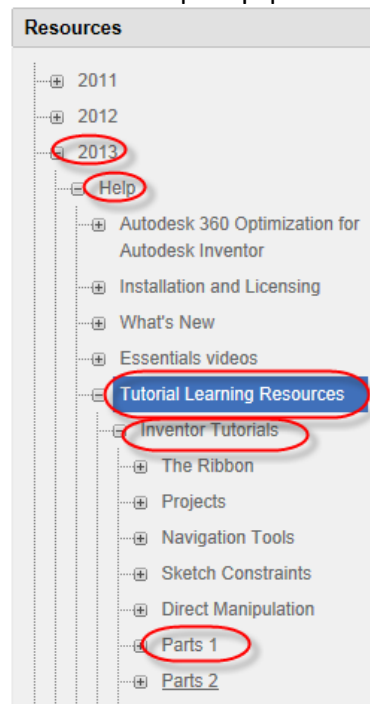 Resources
2011
2012
2013
Help
Autodesk 360 Optimization for
Autodesk Inventor
Installation and Licensing
What's New
Essentials videos
Tutorial Learning Resources
Inventor Tutorials
The Ribbon
Projects
Navigation Tools
Sketch Constraints
Direct Manipulation
Parts 1
Parts 2